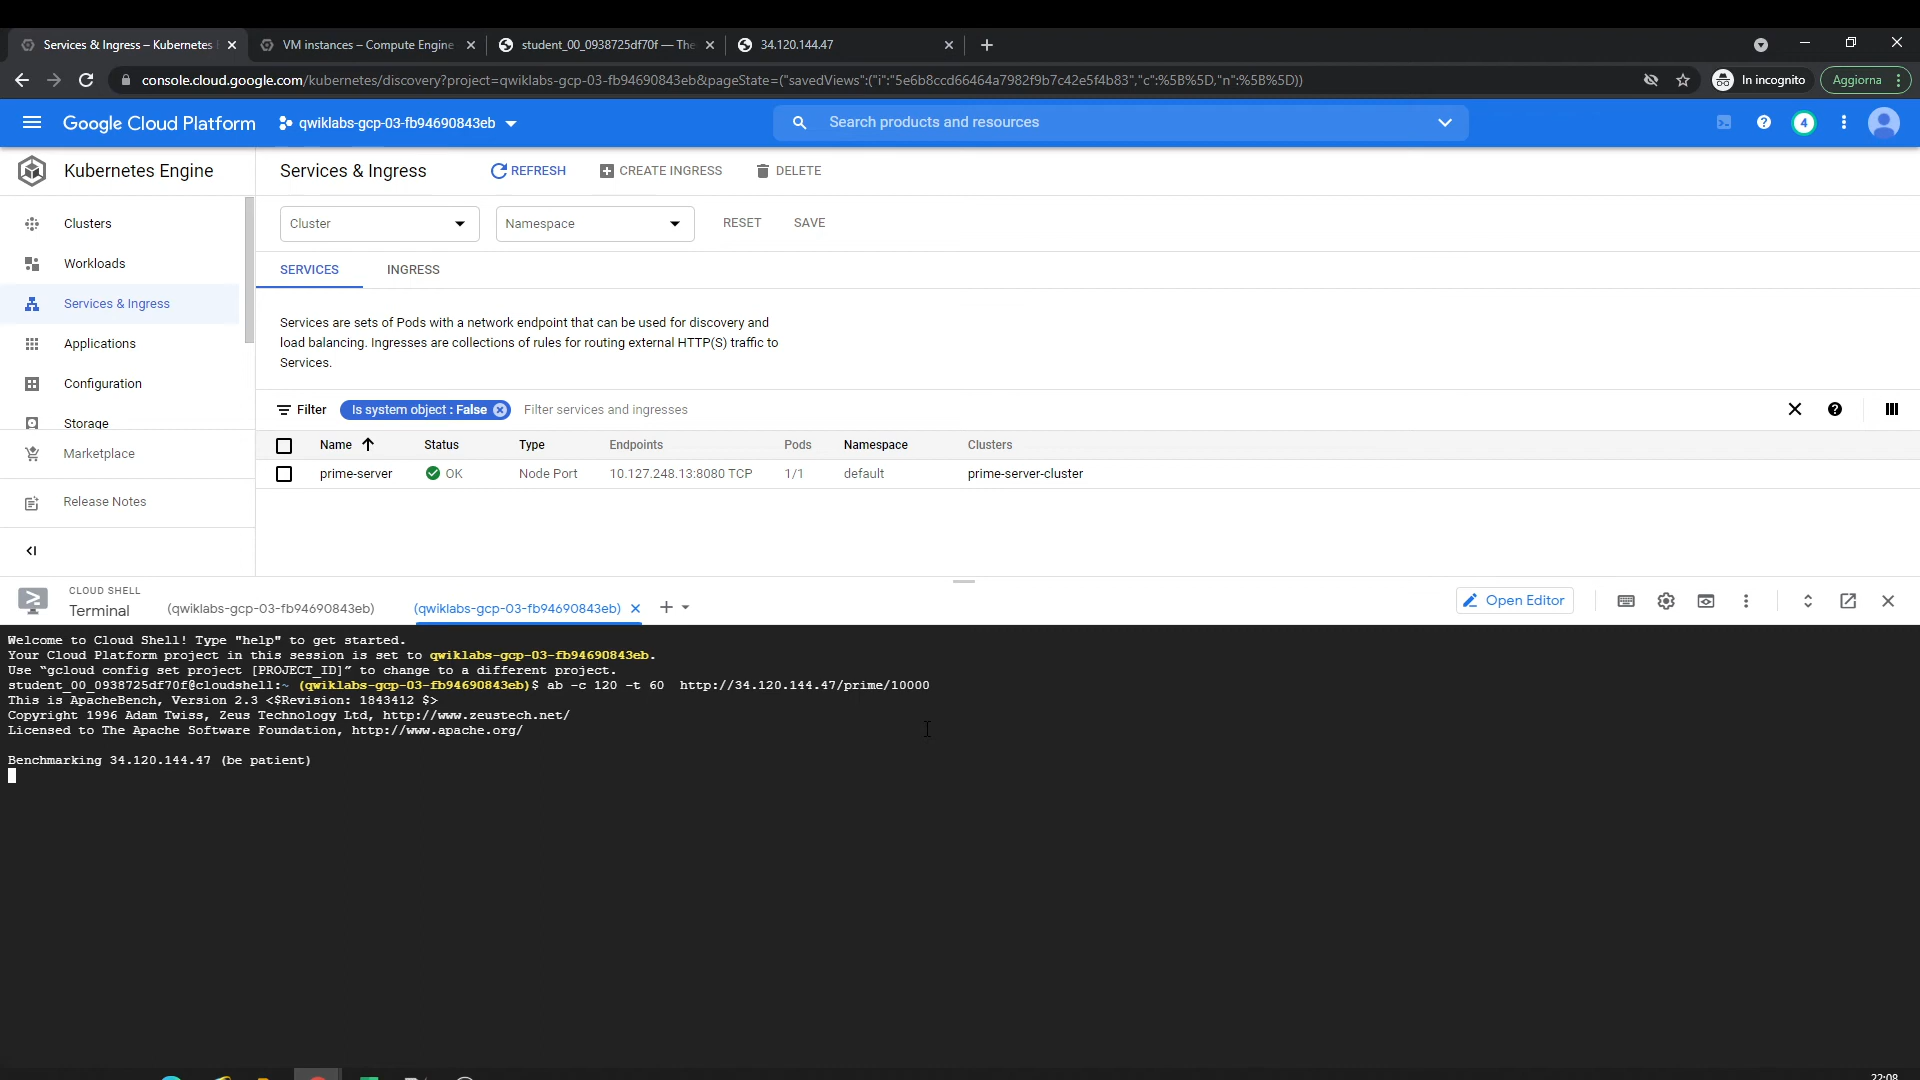 Services & Ingress – Kubernetes
VM instances – Compute Engine
student_00_0938725df70f — The
34.120.144.47
console.cloud.google.com/kubernetes/discovery?project=qwiklabs-gcp-03-fb94690843eb&pageState=("savedViews":("i":"5e6b8ccd66464a7982f9b7c42e5f4b83","c":%5B%5D,"n":%5B%5D))
In incognito
Aggiorna
Google Cloud Platform
qwiklabs-gcp-03-fb94690843eb
Search products and resources
4
Kubernetes Engine
Services & Ingress
REFRESH
CREATE INGRESS
DELETE
Clusters
Workloads
Services & Ingress
Applications
Configuration
Storage
Marketplace
Release Notes
Cluster
Namespace
RESET
SAVE
SERVICES
INGRESS
Services are sets of Pods with a network endpoint that can be used for discovery and
load balancing. Ingresses are collections of rules for routing external HTTP(S) traffic to
Services.
Filter
Is system object : False
Filter services and ingresses
Name Status Type Endpoints Pods Namespace Clusters
prime-server OK Node Port 10.127.248.13:8080 TCP 1/1 default prime-server-cluster
CLOUD SHELL
Terminal
(qwiklabs-gcp-03-fb94690843eb)
(qwiklabs-gcp-03-fb94690843eb)
Open Editor
Welcome to Cloud Shell! Type "help" to get started.
Your Cloud Platform project in this session is set to qwiklabs-gcp-03-fb94690843eb.
Use “gcloud config set project [PROJECT_ID]” to change to a different project.
student_00_0938725df70f@cloudshell:~ (qwiklabs-gcp-03-fb94690843eb)$ ab -c 120 -t 60  http://34.120.144.47/prime/10000
This is ApacheBench, Version 2.3 <$Revision: 1843412 $>
Copyright 1996 Adam Twiss, Zeus Technology Ltd, http://www.zeustech.net/
Licensed to The Apache Software Foundation, http://www.apache.org/
Benchmarking 34.120.144.47 (be patient)
22:08